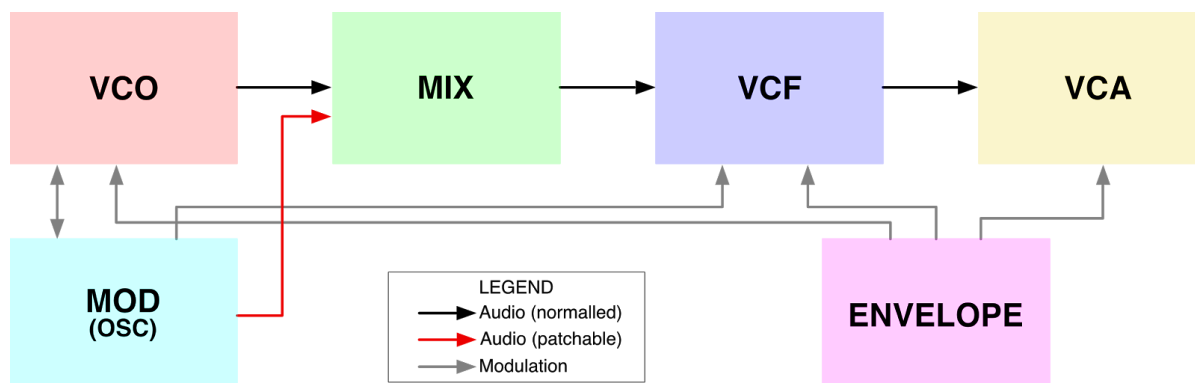 VCO
MIX
VCF
VCA
MOD
(OSC)
LEGEND
Audio (normalled)
Audio (patchable)
Modulation
ENVELOPE